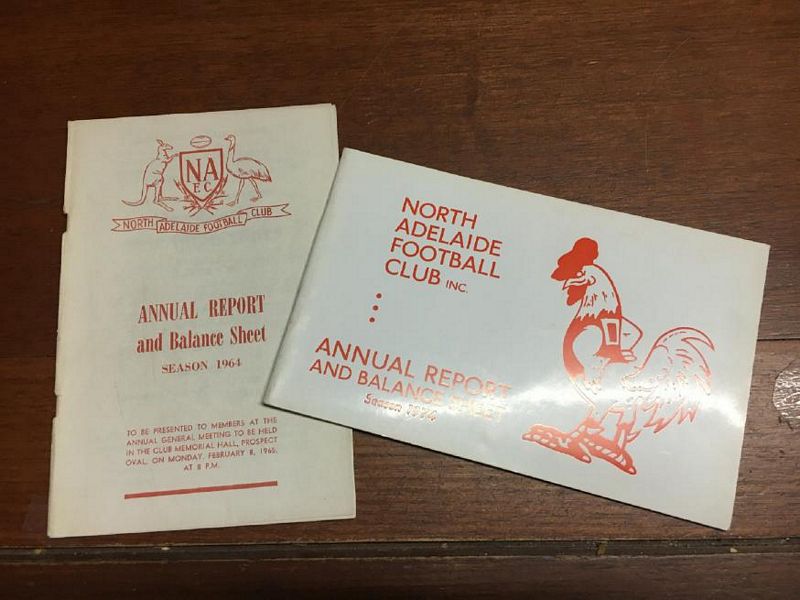 NA
FC
NORTH ADELAIDE FOOTBALL CLUB
ANNUAL REPORT
and Balance Sheet
SEASON 1964
TO BE PRESENTED TO MEMBERS AT THE
ANNUAL GENERAL MEETING TO BE HELD
IN THE CLUB MEMORIAL HALL, PROSPECT
OVAL, ON MONDAY, FEBRUARY 8, 1965,
AT 8 P.M.
NORTH
ADELAIDE
FOOTBALL
CLUB INC.
ANNUAL REPORT
AND BALANCE SHEET
Season 1974